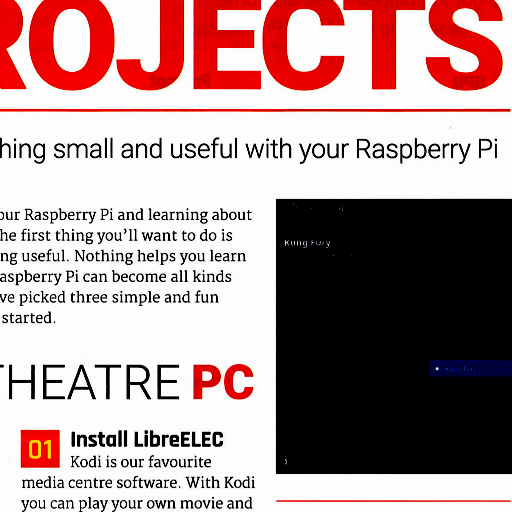 ROJECTS
hing small and useful with your Raspberry Pi
our Raspberry Pi and learning about
he first thing you'll want to do is
ng useful. Nothing helps you learn
aspberry Pi can become all kinds
ve picked three simple and fun
started.
Kung Fury
THEATRE PC
01 Install LibreELEC
Kodi is our favourite
media centre software. With Kodi
you can play your own movie and